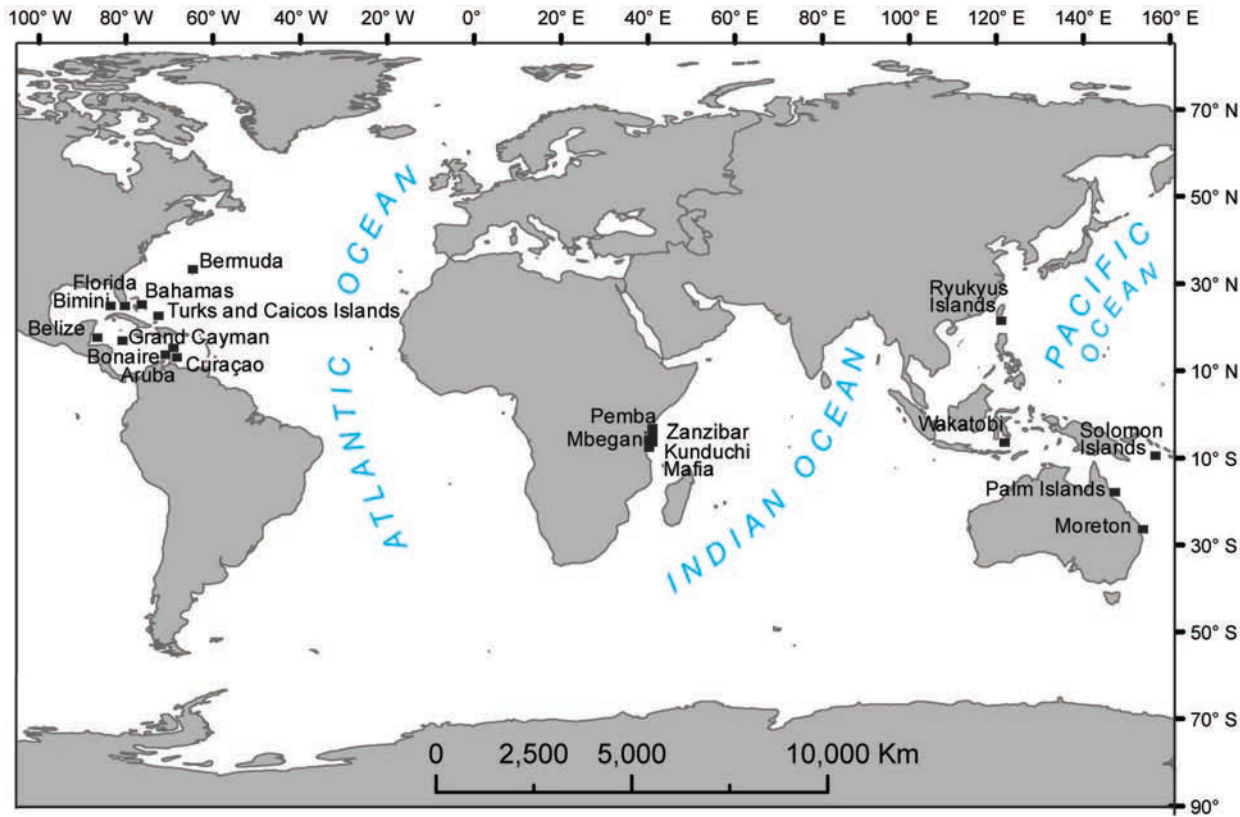 100° W 80° W 60° W 40° W 20° W 0° 20° E 40° E 60° E 80° E 100° E 120° E 140° E 160° E
70° N
50° N
30° N
10° N
10° S
30° S
50° S
70° S
90°
ATLANTIC OCEAN
INDIAN OCEAN
PACIFIC
OCEAN
Bermuda
Florida
Bimini
Bahamas
Turks and Caicos Islands
Belize
Grand Cayman
Bonaire
Curaçao
Aruba
Pemba
Zanzibar
Mbegani
Kunduchi
Mafia
Ryukyus
Islands
Wakatobi
Solomon
Islands
Palm Islands
Moreton
0 2,500 5,000 10,000 Km